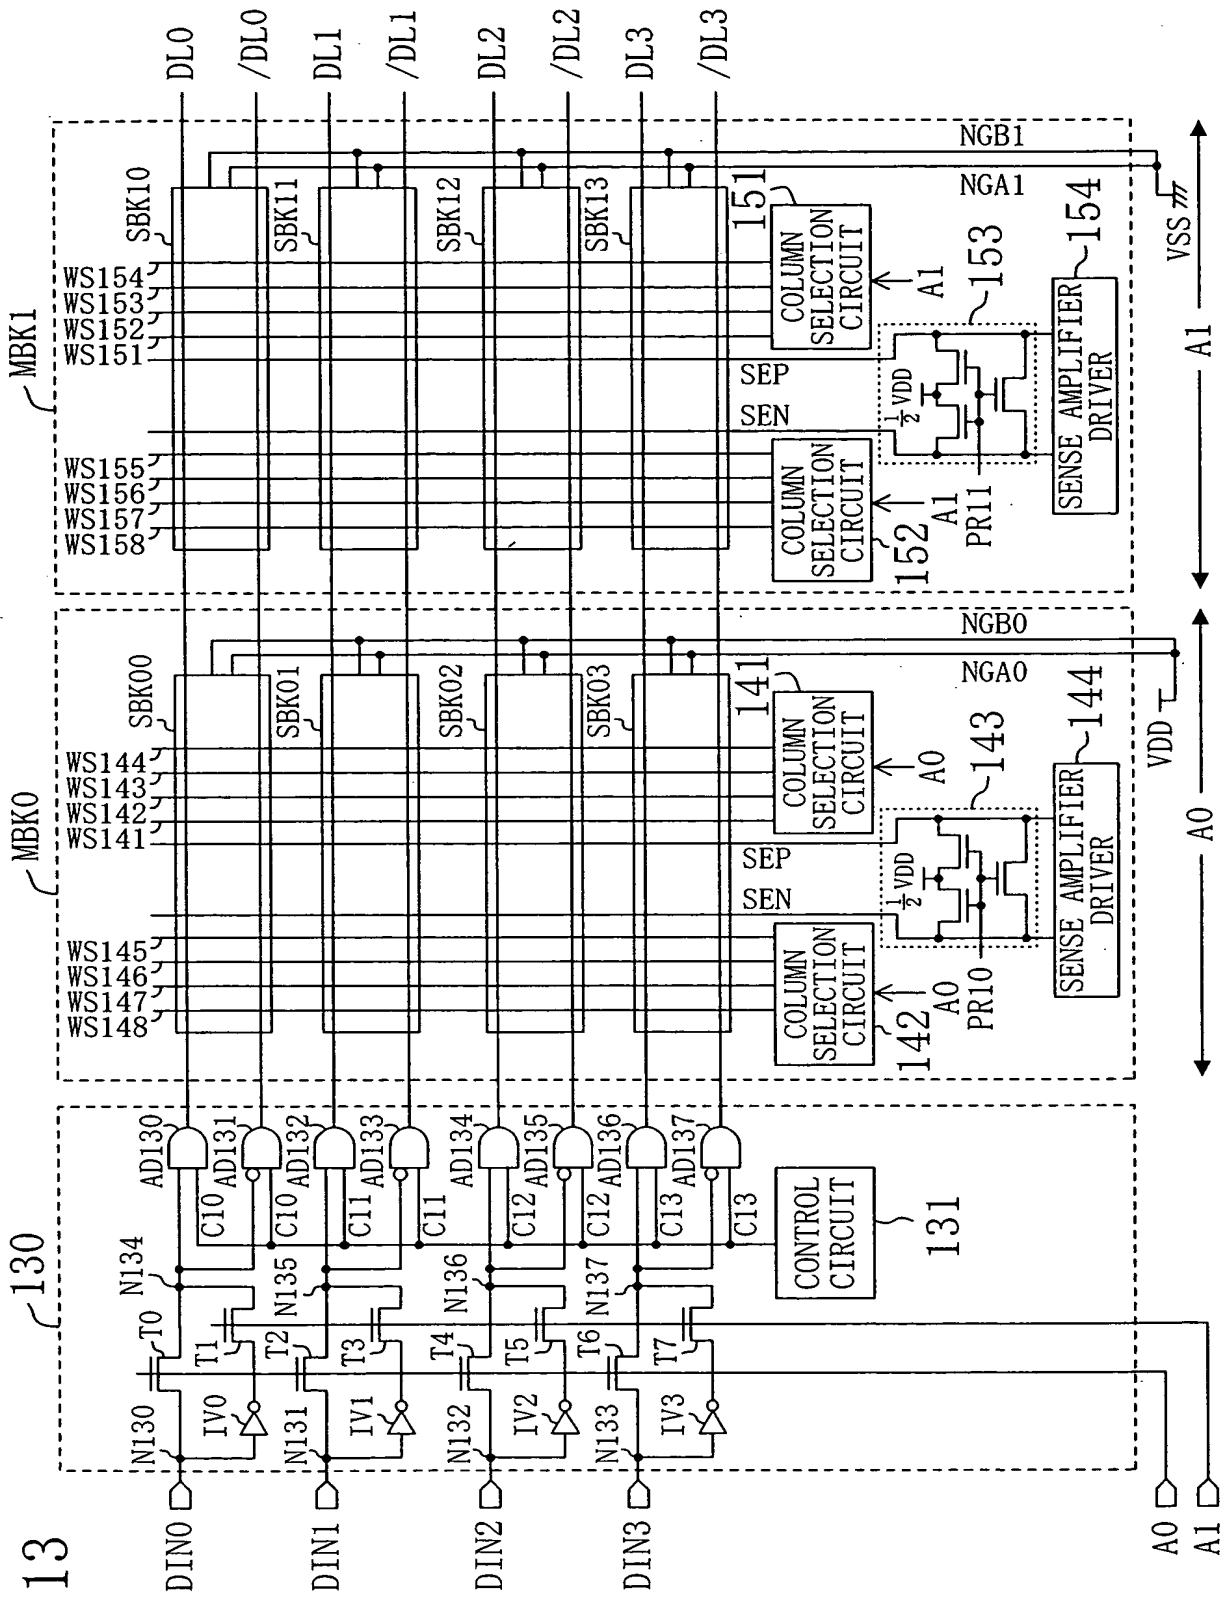 13
130
MBK0
MBK1
DIN0
DIN1
DIN2
DIN3
A0
A1
N130
N131
N132
N133
T0
T1
T2
T3
T4
T5
T6
T7
IV0
IV1
IV2
IV3
N134
N135
N136
N137
C10
C10
C11
C11
C12
C12
C13
C13
AD130
AD131
AD132
AD133
AD134
AD135
AD136
AD137
CONTROL
CIRCUIT
131
WS148
WS147
WS146
WS145
WS141
WS142
WS143
WS144
SBK00
SBK01
SBK02
SBK03
SEN
SEP
COLUMN
SELECTION
CIRCUIT
142
A0
COLUMN
SELECTION
CIRCUIT
141
A0
NGA0
NGB0
PR10
1/2 VDD
143
SENSE AMPLIFIER
DRIVER
144
VDD
A0
WS158
WS157
WS156
WS155
WS151
WS152
WS153
WS154
SBK10
SBK11
SBK12
SBK13
SEN
SEP
COLUMN
SELECTION
CIRCUIT
152
A1
COLUMN
SELECTION
CIRCUIT
151
A1
NGA1
NGB1
PR11
1/2 VDD
153
SENSE AMPLIFIER
DRIVER
154
VSS
A1
DL0
/DL0
DL1
/DL1
DL2
/DL2
DL3
/DL3